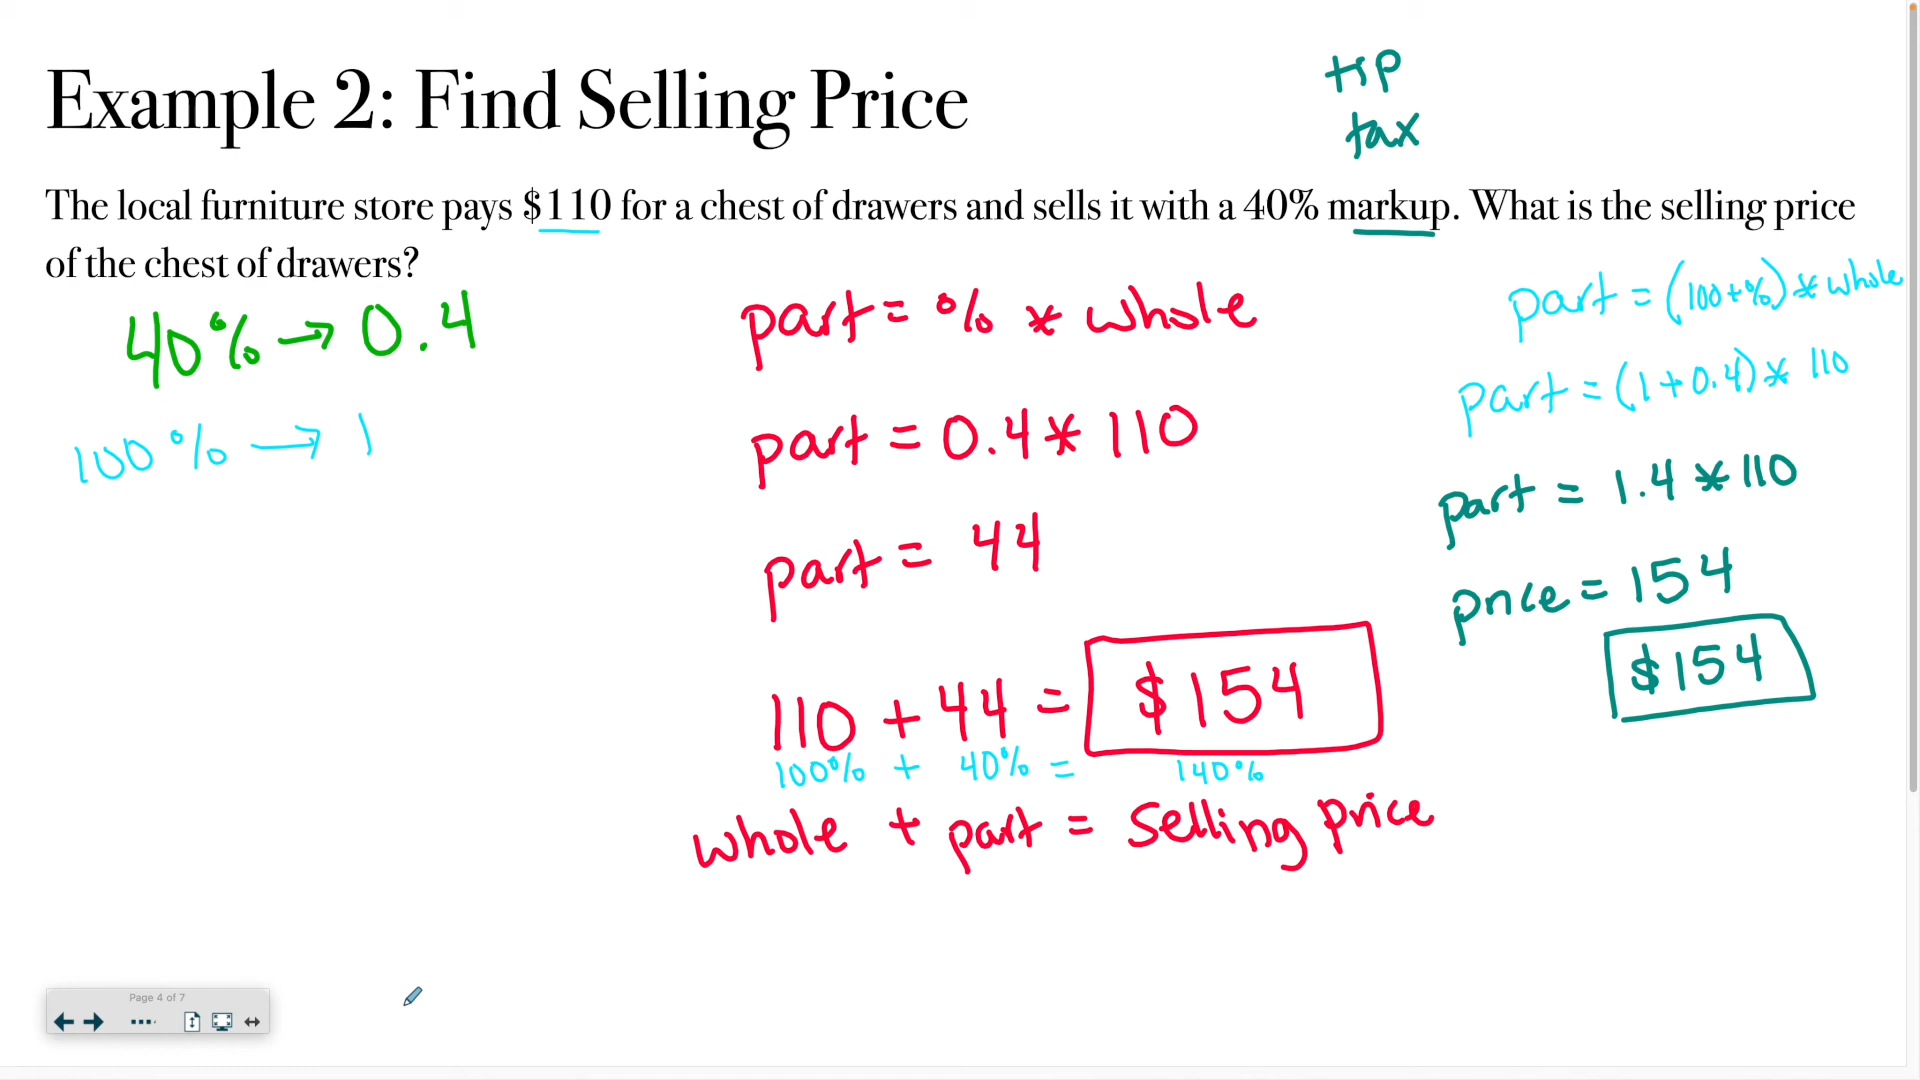 Example 2: Find Selling Price
tip
tax
The local furniture store pays $110 for a chest of drawers and sells it with a 40% markup. What is the selling price
of the chest of drawers?
40% → 0.4
100% → 1
part = % * whole
part = 0.4 * 110
part = 44
110 + 44 = $154
100% + 40% = 140%
whole + part = selling price
part = (100+%) * whole
part = (1+0.4) * 110
part = 1.4 * 110
price = 154
$154
Page 4 of 7